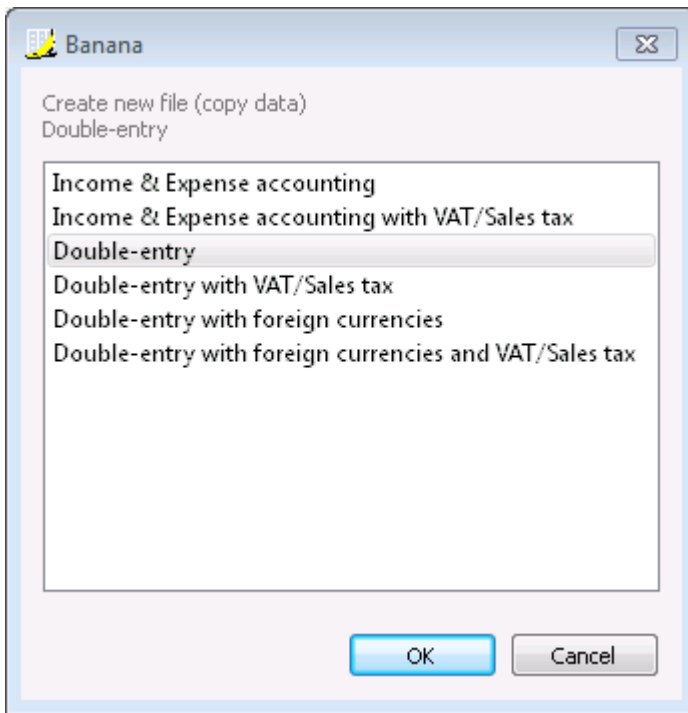 Banana
Create new file (copy data)
Double-entry
Income & Expense accounting
Income & Expense accounting with VAT/Sales tax
Double-entry
Double-entry with VAT/Sales tax
Double-entry with foreign currencies
Double-entry with foreign currencies and VAT/Sales tax
OK Cancel